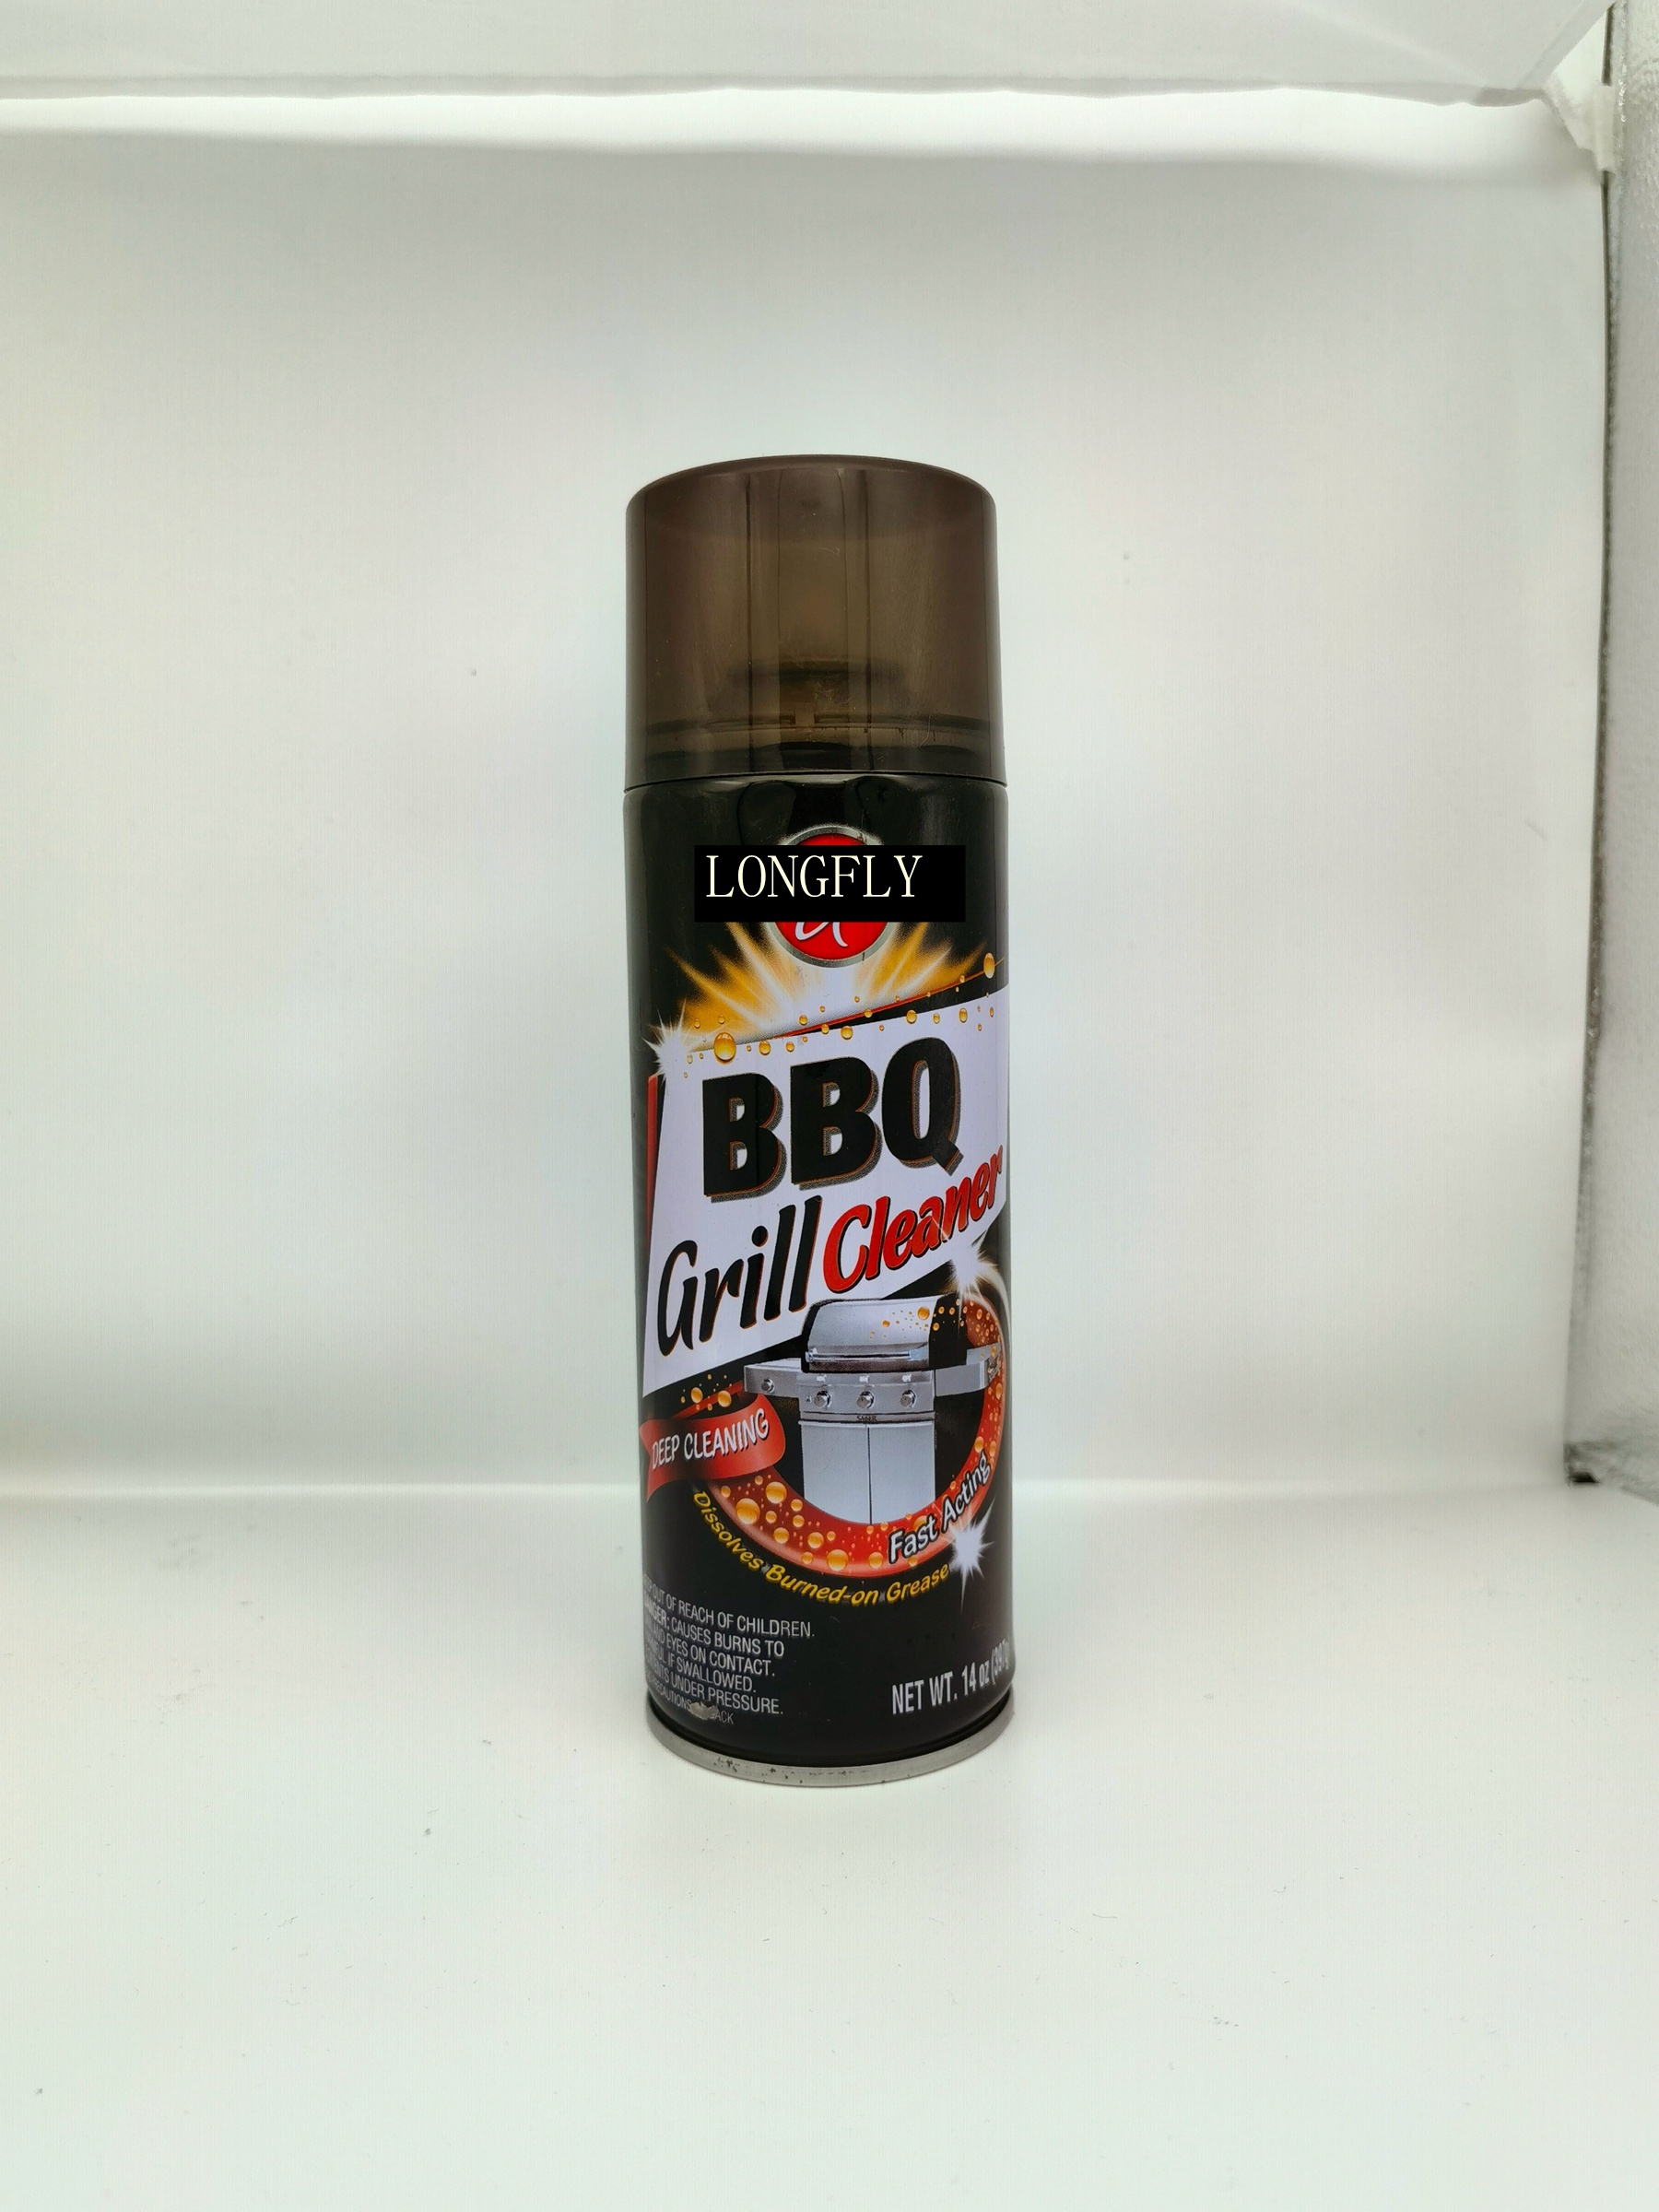 LONGFLY
BBQ
Grill Cleaner
DEEP CLEANING
Fast Acting
Dissolves Burned-on Grease
OUT OF REACH OF CHILDREN.
CAUSES BURNS TO
EYES ON CONTACT.
IF SWALLOWED.
UNDER PRESSURE.
NET WT. 14 oz